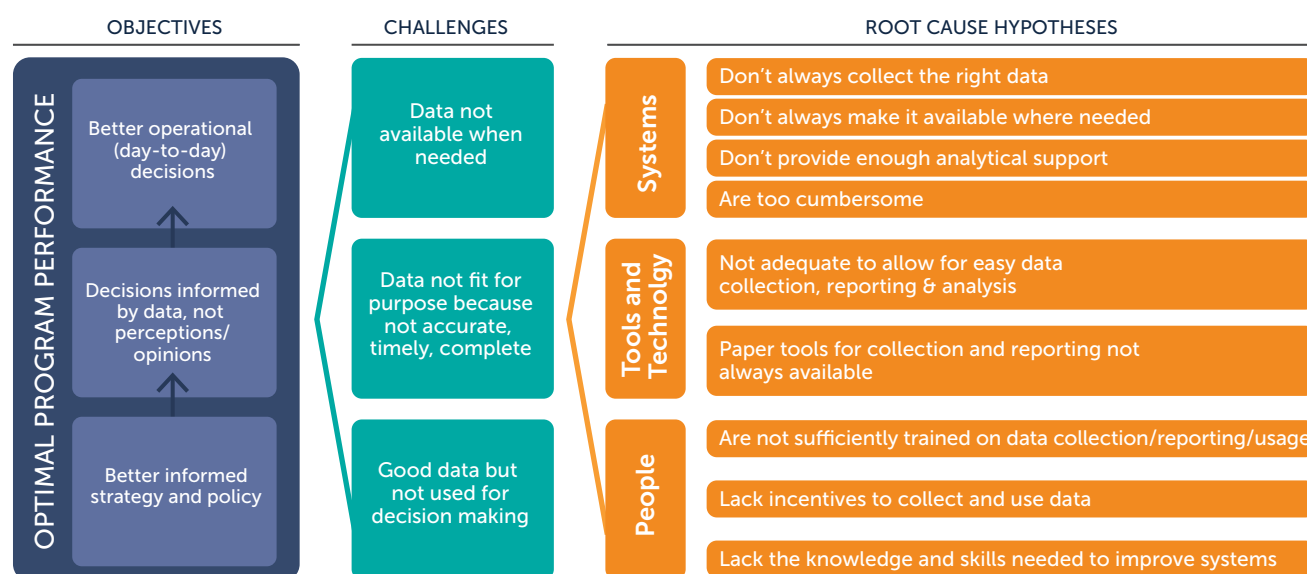 OBJECTIVES
CHALLENGES
ROOT CAUSE HYPOTHESES
OPTIMAL PROGRAM PERFORMANCE
Better operational
(day-to-day)
decisions
Decisions informed
by data, not
perceptions/
opinions
Better informed
strategy and policy
Data not
available when
needed
Data not fit for
purpose because
not accurate,
timely, complete
Good data but
not used for
decision making
Systems
Don’t always collect the right data
Don’t always make it available where needed
Don’t provide enough analytical support
Are too cumbersome
Tools and
Technolgy
Not adequate to allow for easy data
collection, reporting & analysis
Paper tools for collection and reporting not
always available
People
Are not sufficiently trained on data collection/reporting/usage
Lack incentives to collect and use data
Lack the knowledge and skills needed to improve systems